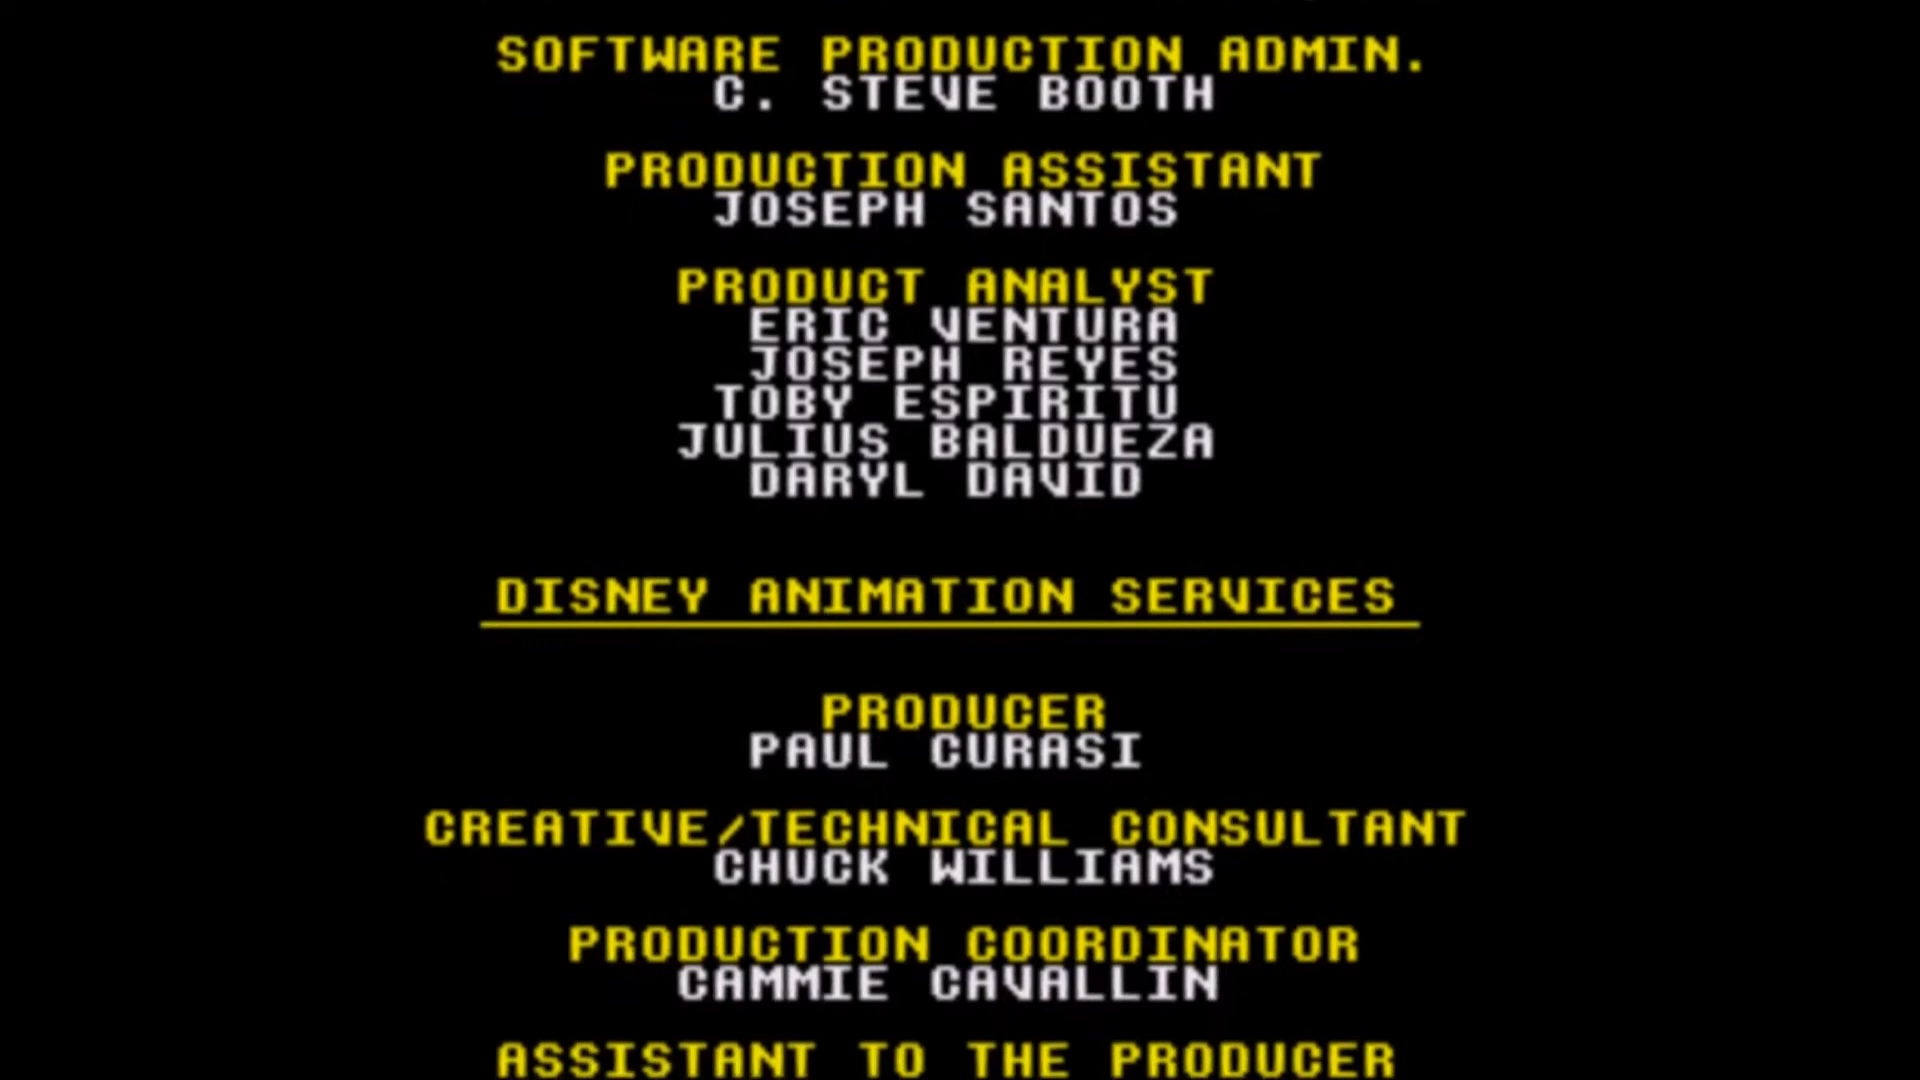 SOFTWARE PRODUCTION ADMIN.
C. STEVE BOOTH
PRODUCTION ASSISTANT
JOSEPH SANTOS
PRODUCT ANALYST
ERIC VENTURA
JOSEPH REYES
TOBY ESPIRITU
JULIUS BALDUEZA
DARYL DAVID
DISNEY ANIMATION SERVICES
PRODUCER
PAUL CURASI
CREATIVE/TECHNICAL CONSULTANT
CHUCK WILLIAMS
PRODUCTION COORDINATOR
CAMMIE CAVALLIN
ASSISTANT TO THE PRODUCER